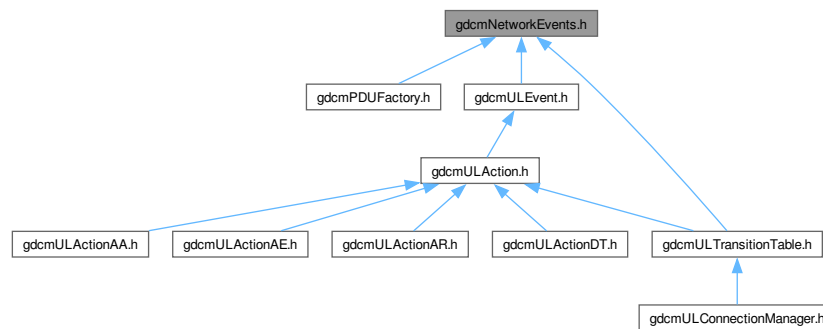 gdcmNetworkEvents.h
gdcmPDUFactory.h
gdcmULEvent.h
gdcmULAction.h
gdcmULActionAA.h
gdcmULActionAE.h
gdcmULActionAR.h
gdcmULActionDT.h
gdcmULTransitionTable.h
gdcmULConnectionManager.h